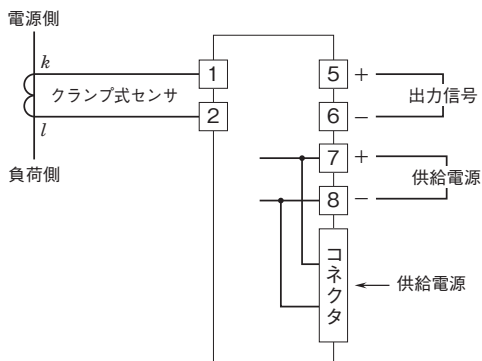 電源側
k
クランプ式センサ
l
負荷側
1
2
5 +
6 −
出力信号
7 +
8 −
供給電源
コネクタ
供給電源